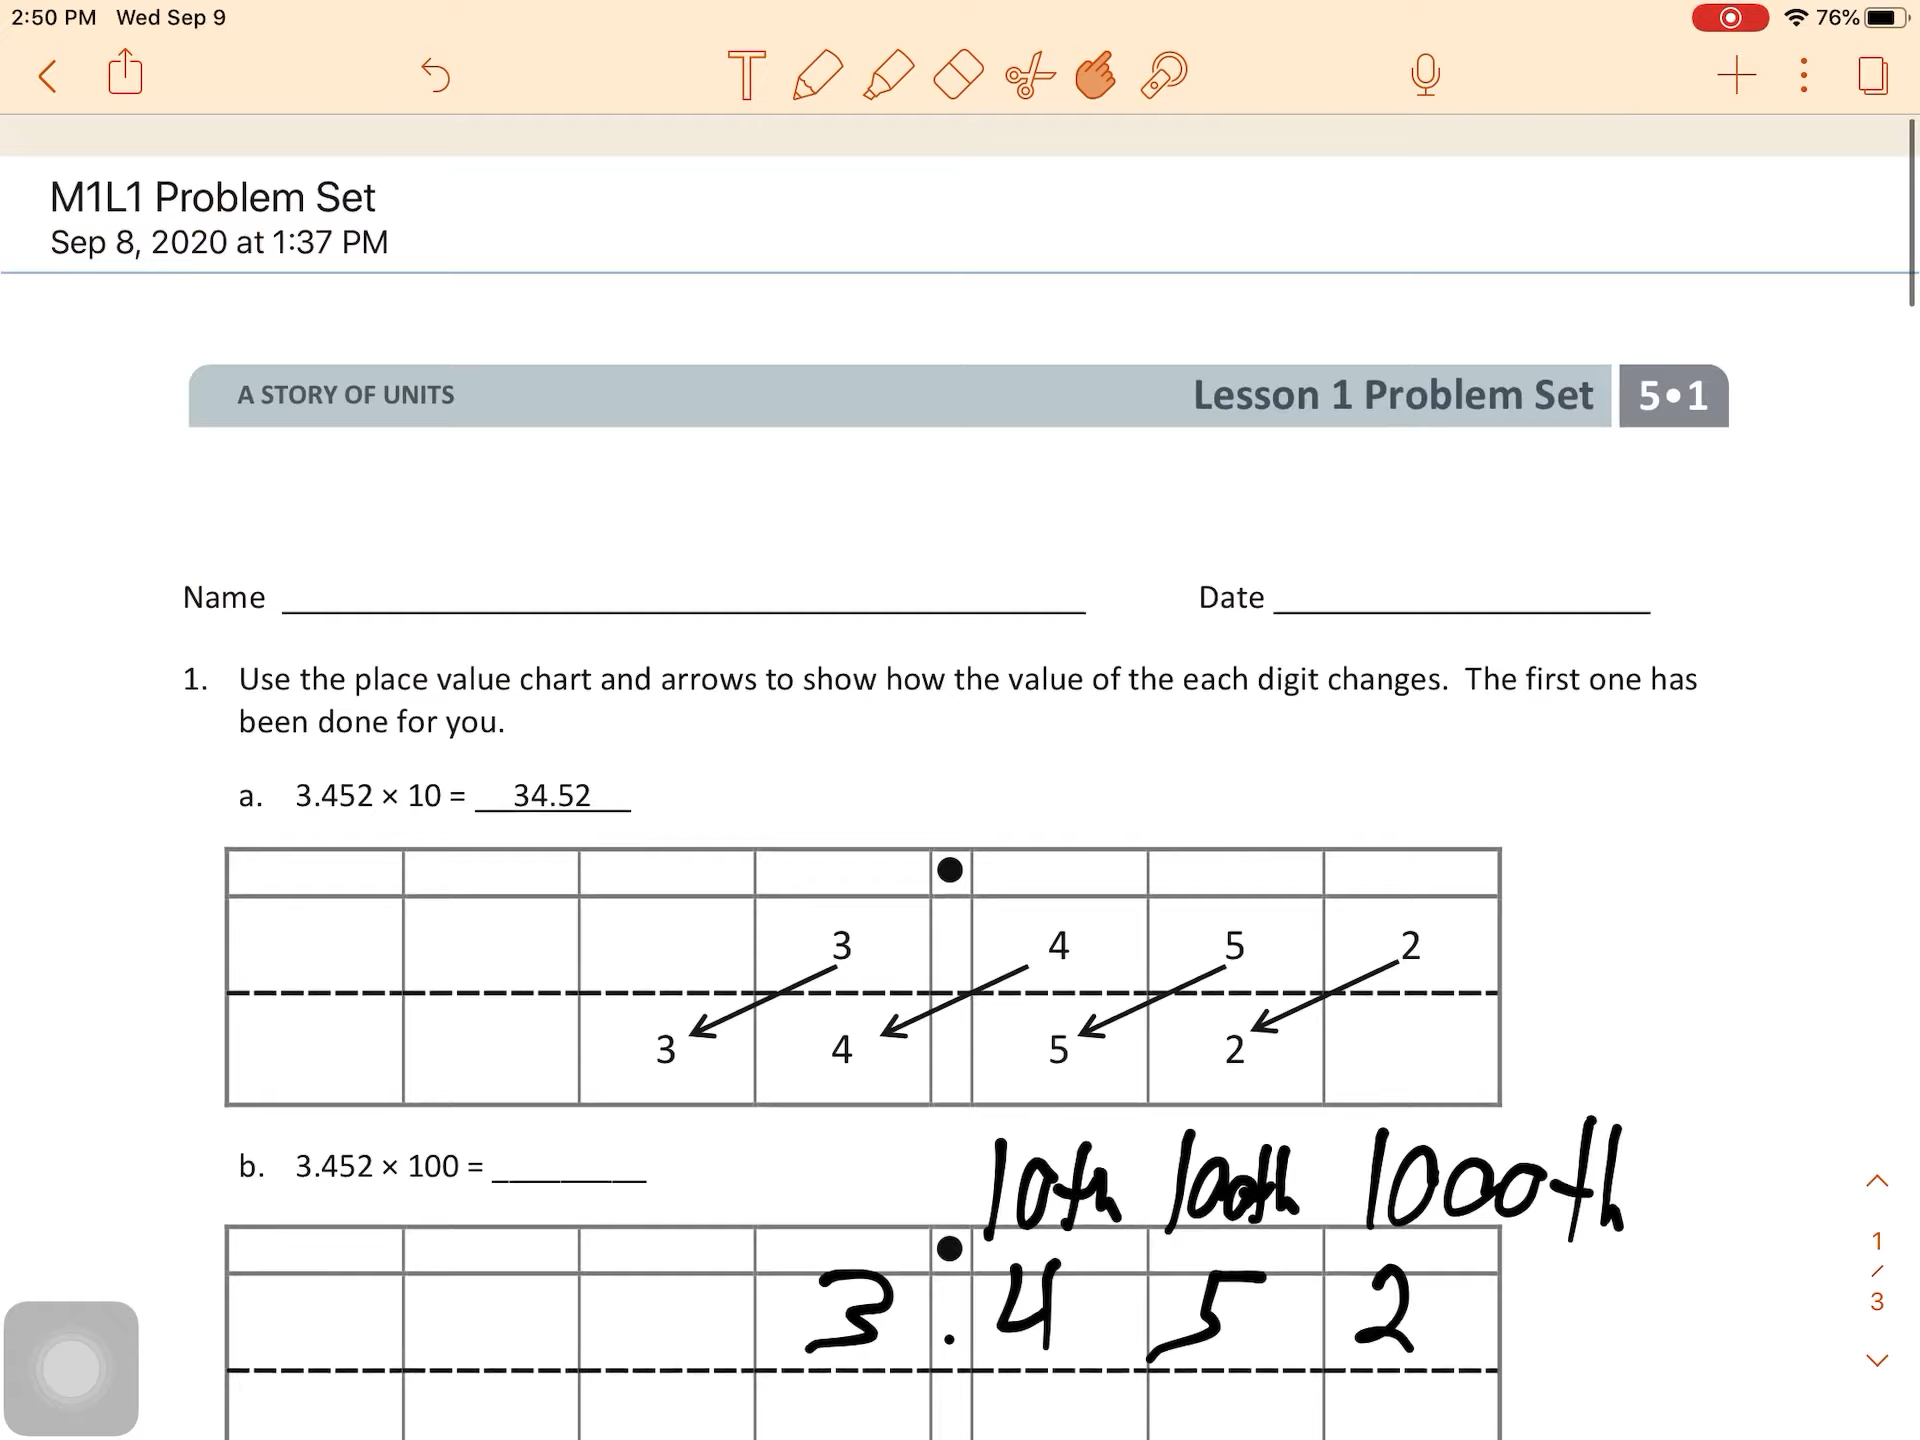 2:50 PM Wed Sep 9 76%
M1L1 Problem Set
Sep 8, 2020 at 1:37 PM
A STORY OF UNITS Lesson 1 Problem Set 5•1
Name ______ Date ______
1. Use the place value chart and arrows to show how the value of the each digit changes. The first one has
been done for you.
a. 3.452 × 10 = 34.52
3 4 5 2
3 4 5 2
b. 3.452 × 100 = ______
10th 100th 1000th
3 . 4 5 2
1
/
3